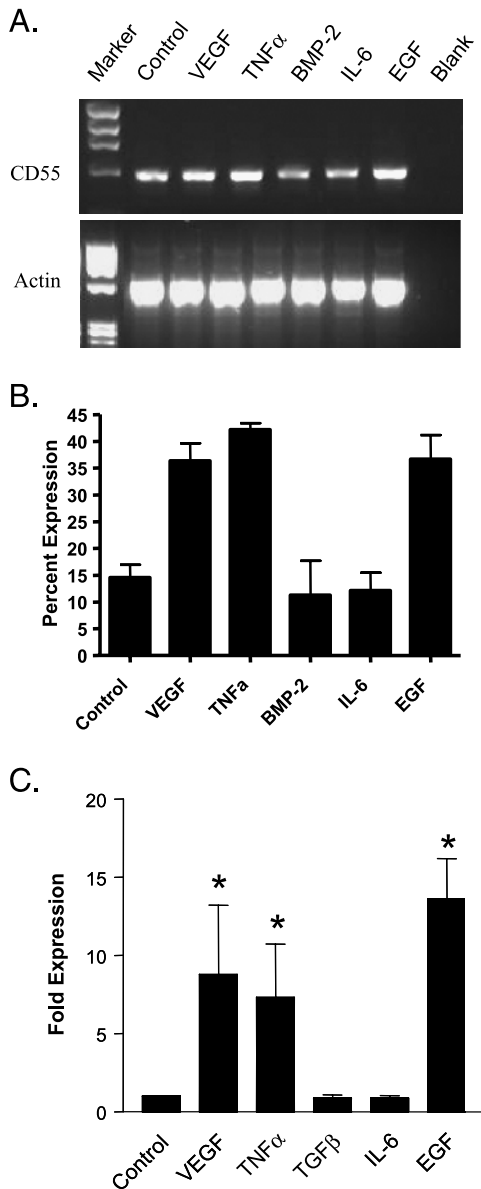 A.
Marker Control VEGF TNFα BMP-2 IL-6 EGF Blank
CD55
Actin
B.
Percent Expression
45
40
35
30
25
20
15
10
5
0
Control VEGF TNFa BMP-2 IL-6 EGF
C.
Fold Expression
20
15
10
5
0
* * *
Control VEGF TNFα TGFβ IL-6 EGF